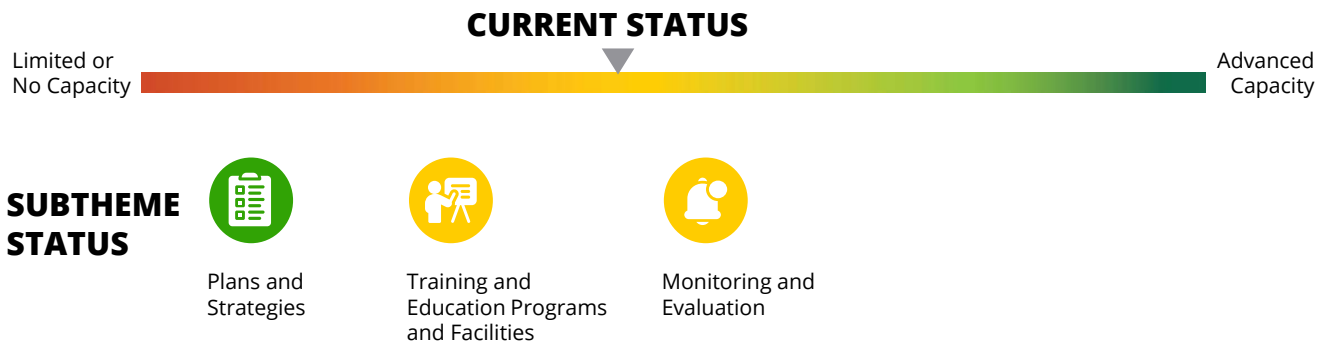 CURRENT STATUS
Limited or
No Capacity
Advanced
Capacity
SUBTHEME
STATUS
Plans and
Strategies
Training and
Education Programs
and Facilities
Monitoring and
Evaluation